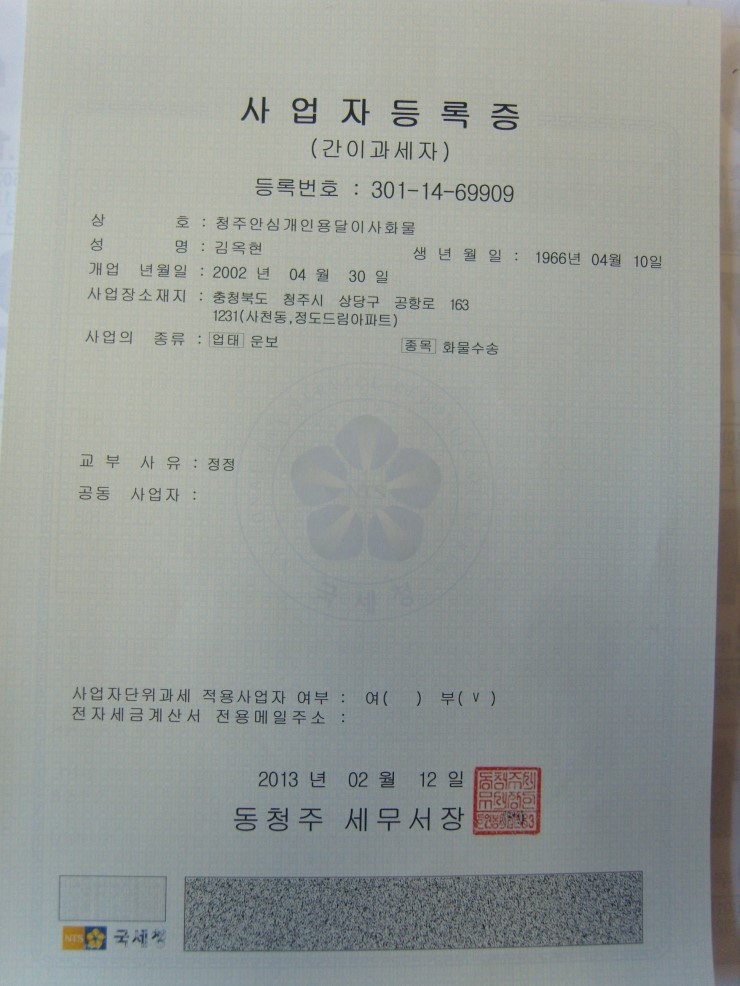 사업자등록증
(간이과세자)
등록번호 : 301-14-69909
상 호 : 청주안심개인용달이사화물
성 명 : 김옥현 생 년 월 일 : 1966년 04월 10일
개업 년월일 : 2002 년 04 월 30 일
사업장소재지 : 충청북도 청주시 상당구 공항로 163
1231(사천동,정도드림아파트)
사업의 종류 : 업태 운보 종목 화물수송
교 부 사 유 : 정정
공동 사업자 :
국세청
사업자단위과세 적용사업자 여부 : 여( ) 부( v )
전자세금계산서 전용메일주소 :
2013 년 02 월 12 일
동청주 세무서장
NTS 국세청